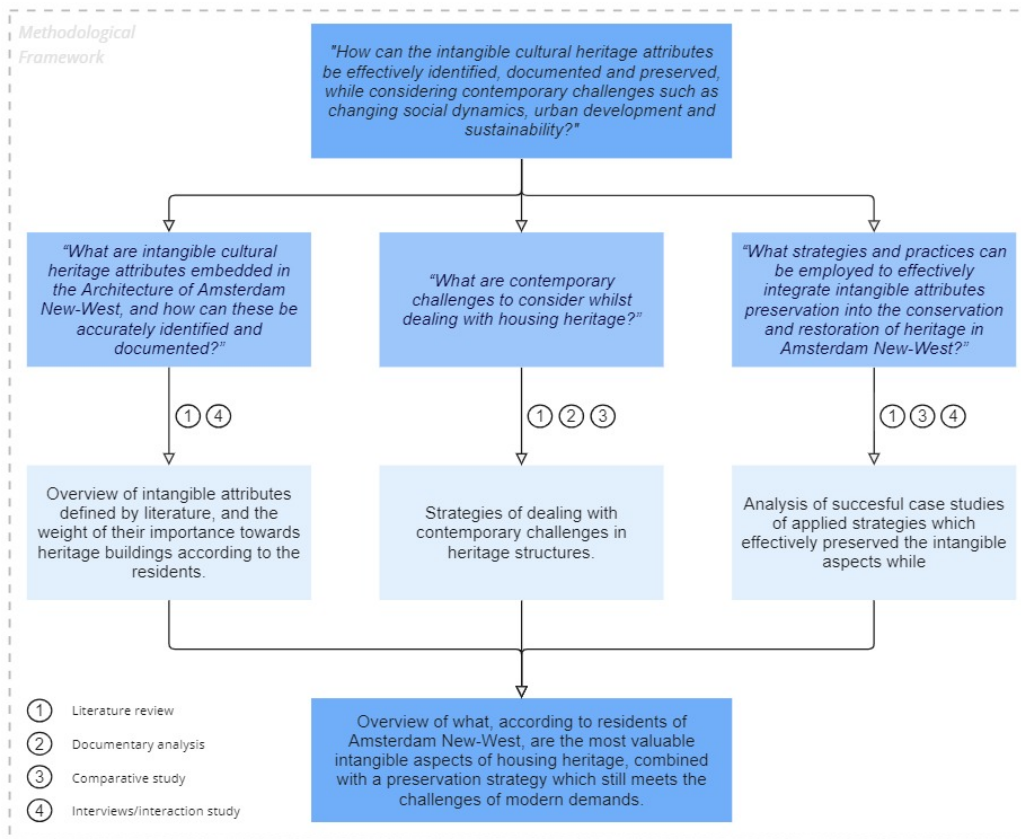 Methodological
Framework
"How can the intangible cultural heritage attributes
be effectively identified, documented and preserved,
while considering contemporary challenges such as
changing social dynamics, urban development and
sustainability?"
“What are intangible cultural
heritage attributes embedded in
the Architecture of Amsterdam
New-West, and how can these be
accurately identified and
documented?”
“What are contemporary
challenges to consider whilst
dealing with housing heritage?”
“What strategies and practices can
be employed to effectively
integrate intangible attributes
preservation into the conservation
and restoration of heritage in
Amsterdam New-West?”
1 4
1 2 3
1 3 4
Overview of intangible attributes
defined by literature, and the
weight of their importance towards
heritage buildings according to the
residents.
Strategies of dealing with
contemporary challenges in
heritage structures.
Analysis of succesful case studies
of applied strategies which
effectively preserved the intangible
aspects while
1 Literature review
2 Documentary analysis
3 Comparative study
4 Interviews/interaction study
Overview of what, according to residents of
Amsterdam New-West, are the most valuable
intangible aspects of housing heritage, combined
with a preservation strategy which still meets the
challenges of modern demands.